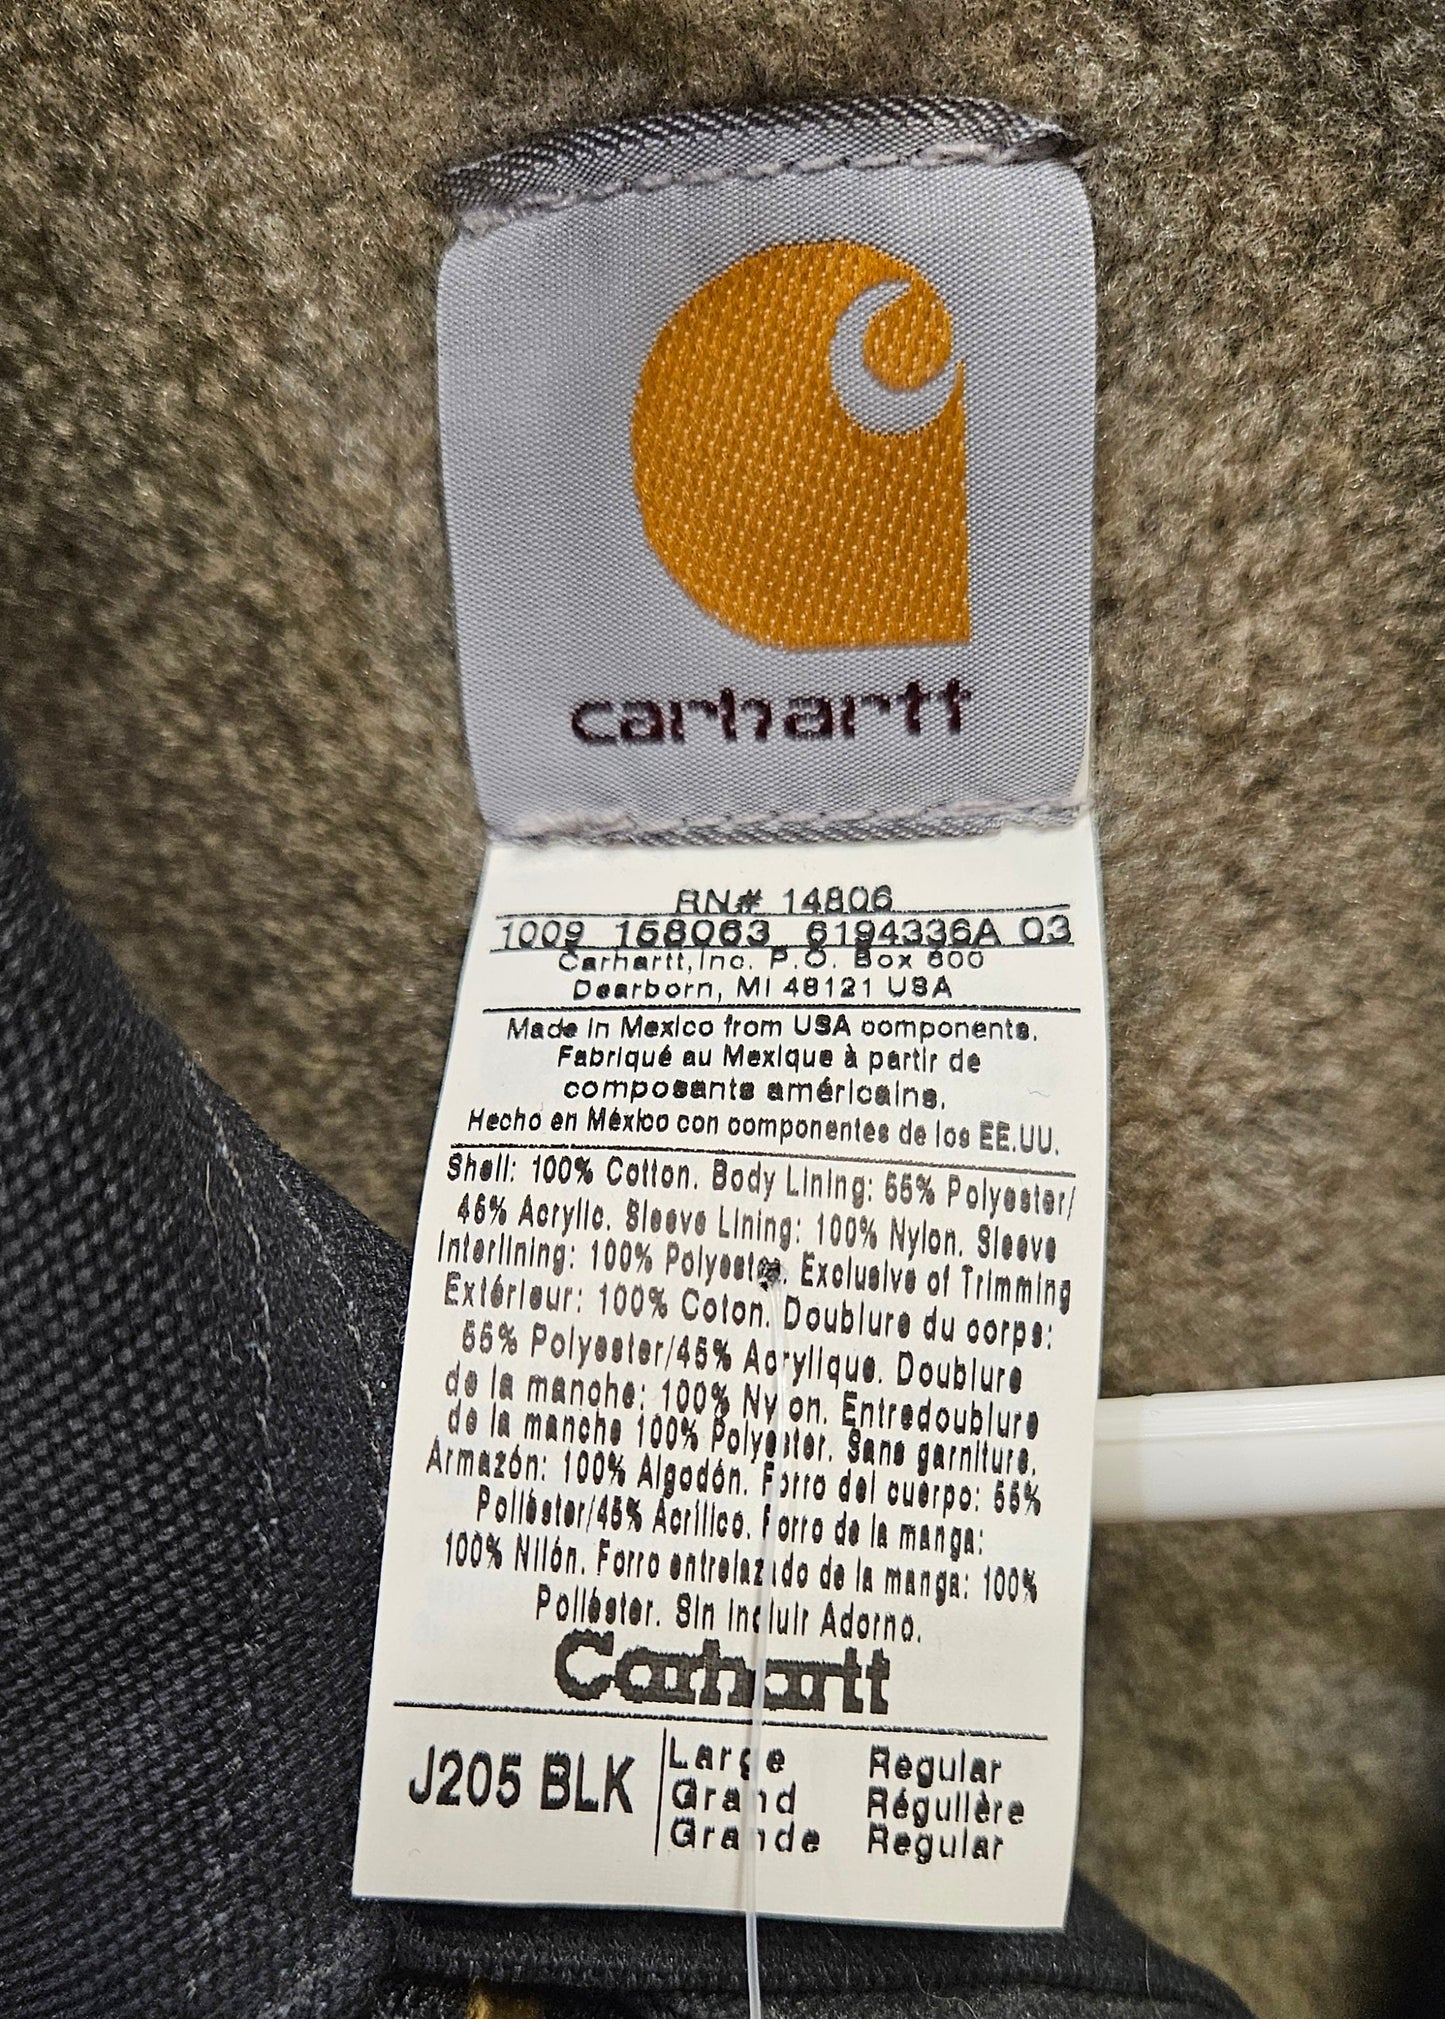 carhartt
RN# 14806
1009 158063 6194336A 03
Carhartt, Inc. P.O. Box 600
Dearborn, MI 48121 USA
Made in Mexico from USA components.
Fabriqué au Mexique à partir de
composants américains.
Hecho en México con componentes de los EE.UU.
Shell: 100% Cotton. Body Lining: 55% Polyester/
45% Acrylic. Sleeve Lining: 100% Nylon. Sleeve
Interlining: 100% Polyester. Exclusive of Trimming
Extérieur: 100% Coton. Doublure du corps:
55% Polyester/45% Acrylique. Doublure
de la manche: 100% Nylon. Entredoublure
de la manche 100% Polyester. Sans garniture.
Armazón: 100% Algodón. Forro del cuerpo: 55%
Poliéster/45% Acrílico. Forro de la manga:
100% Nilón. Forro entrelazado de la manga: 100%
Poliéster. Sin incluir Adorno.
Carhartt
J205 BLK
Large Regular
Grand Régulière
Grande Regular